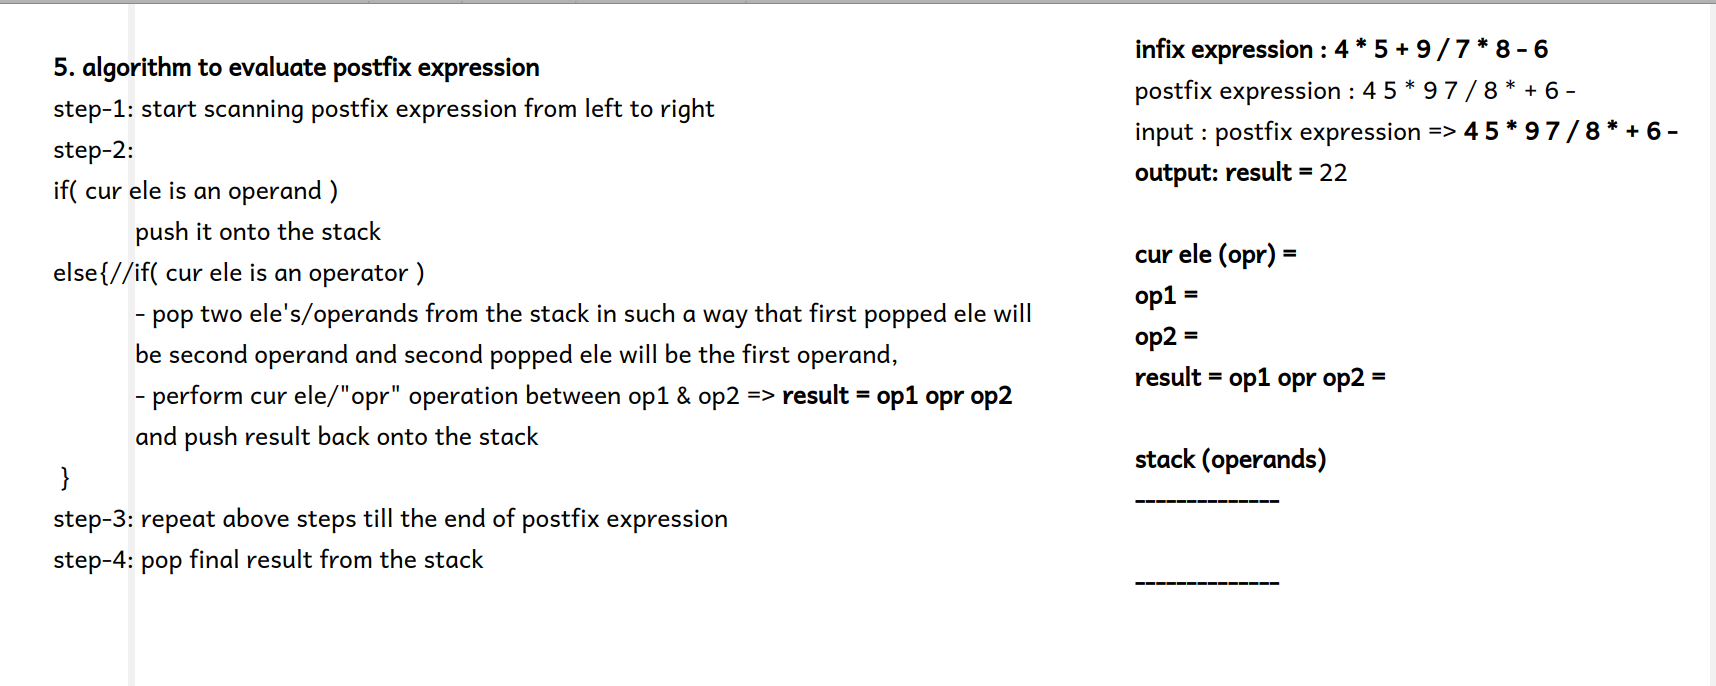 5. algorithm to evaluate postfix expression
step-1: start scanning postfix expression from left to right
step-2:
if( cur ele is an operand )
push it onto the stack
else{//if( cur ele is an operator )
- pop two ele's/operands from the stack in such a way that first popped ele will
be second operand and second popped ele will be the first operand,
- perform cur ele/"opr" operation between op1 & op2 => result = op1 opr op2
and push result back onto the stack
}
step-3: repeat above steps till the end of postfix expression
step-4: pop final result from the stack
infix expression : 4 * 5 + 9 / 7 * 8 - 6
postfix expression : 4 5 * 9 7 / 8 * + 6 -
input : postfix expression => 4 5 * 9 7 / 8 * + 6 -
output: result = 22
cur ele (opr) =
op1 =
op2 =
result = op1 opr op2 =
stack (operands)
--------------
--------------